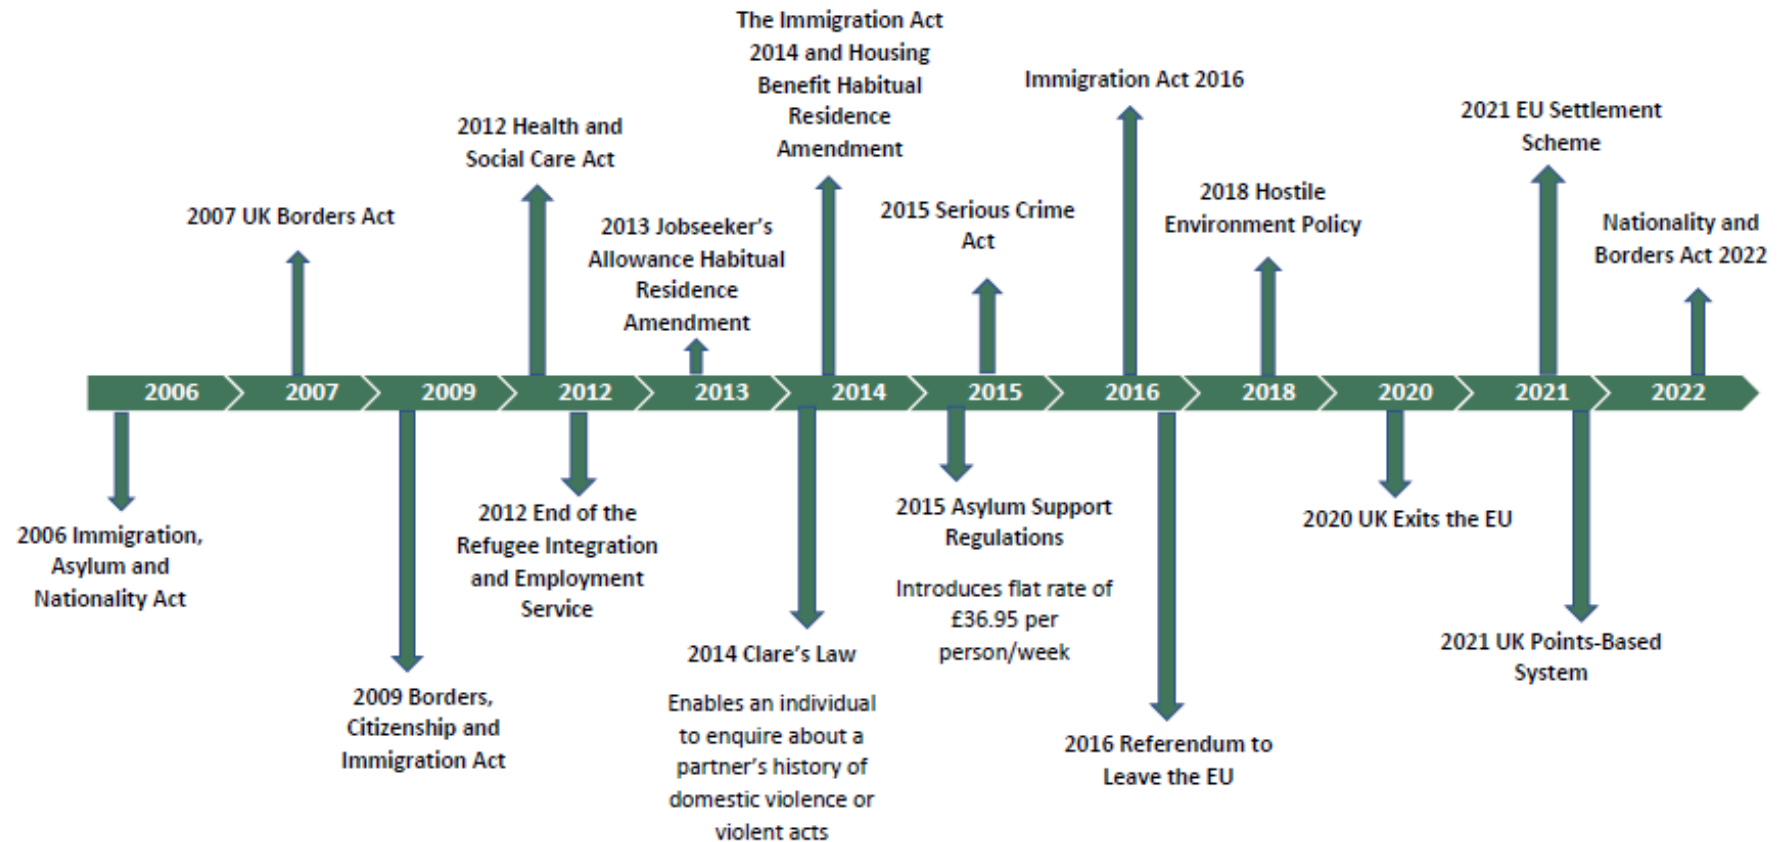 The Immigration Act
2014 and Housing
Benefit Habitual
Residence
Amendment
Immigration Act 2016
2012 Health and
Social Care Act
2021 EU Settlement
Scheme
2007 UK Borders Act
2013 Jobseeker's
Allowance Habitual
Residence
Amendment
2015 Serious Crime
Act
2018 Hostile
Environment Policy
Nationality and
Borders Act 2022
2006 2007 2009 2012 2013 2014 2015 2016 2018 2020 2021 2022
2006 Immigration,
Asylum and
Nationality Act
2009 Borders,
Citizenship and
Immigration Act
2012 End of the
Refugee Integration
and Employment
Service
2014 Clare's Law
Enables an individual
to enquire about a
partner's history of
domestic violence or
violent acts
2015 Asylum Support
Regulations
Introduces flat rate of
£36.95 per
person/week
2016 Referendum to
Leave the EU
2020 UK Exits the EU
2021 UK Points-Based
System